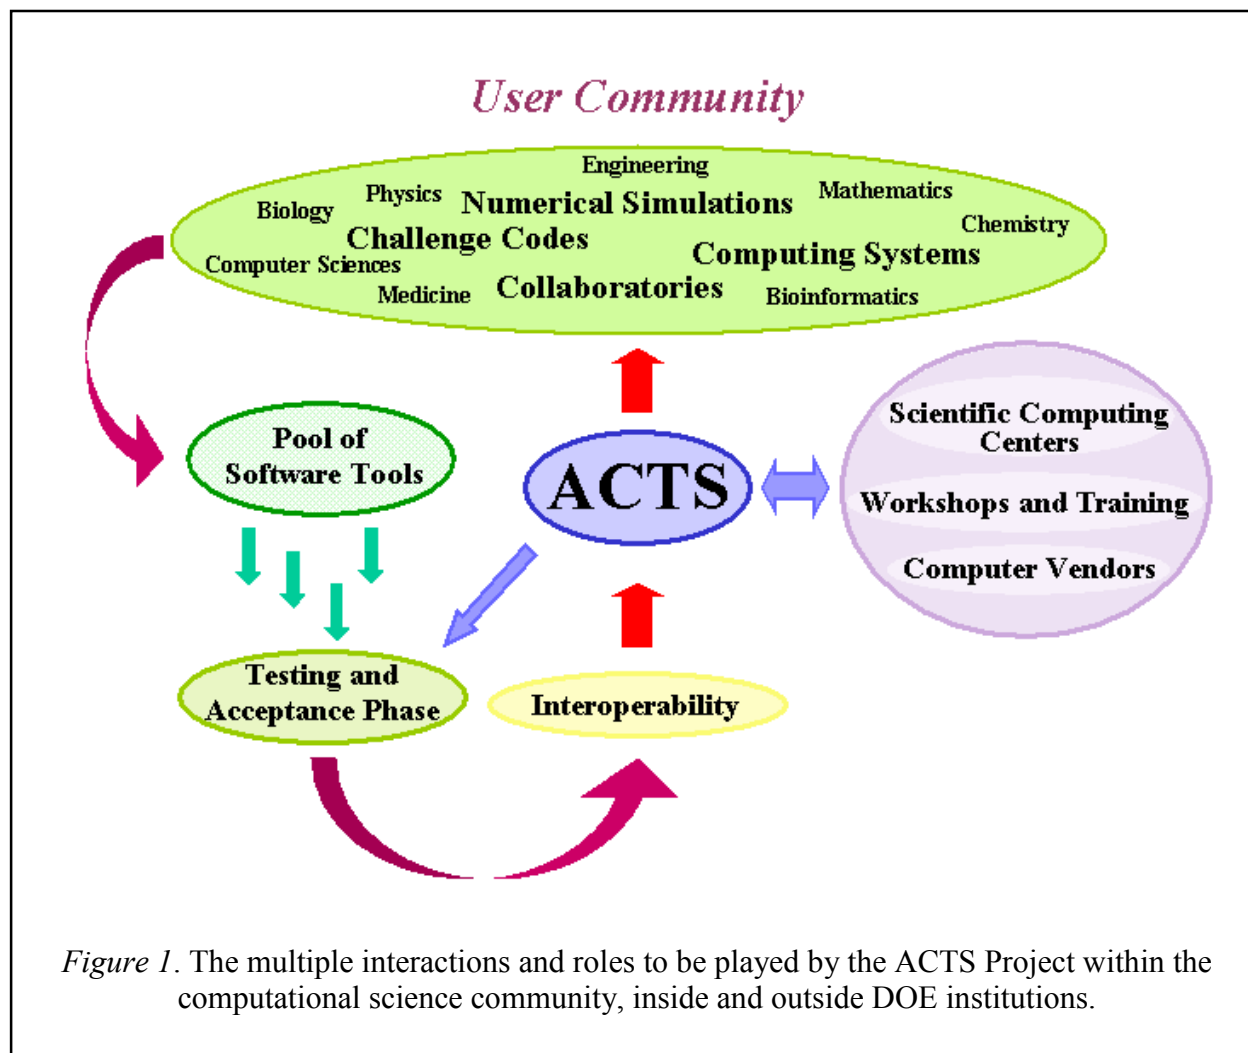 User Community
Engineering
Physics
Mathematics
Biology
Numerical Simulations
Chemistry
Challenge Codes
Computing Systems
Computer Sciences
Medicine
Collaboratories
Bioinformatics
Pool of
Software Tools
ACTS
Scientific Computing
Centers
Workshops and Training
Computer Vendors
Testing and
Acceptance Phase
Interoperability
Figure 1. The multiple interactions and roles to be played by the ACTS Project within the
computational science community, inside and outside DOE institutions.